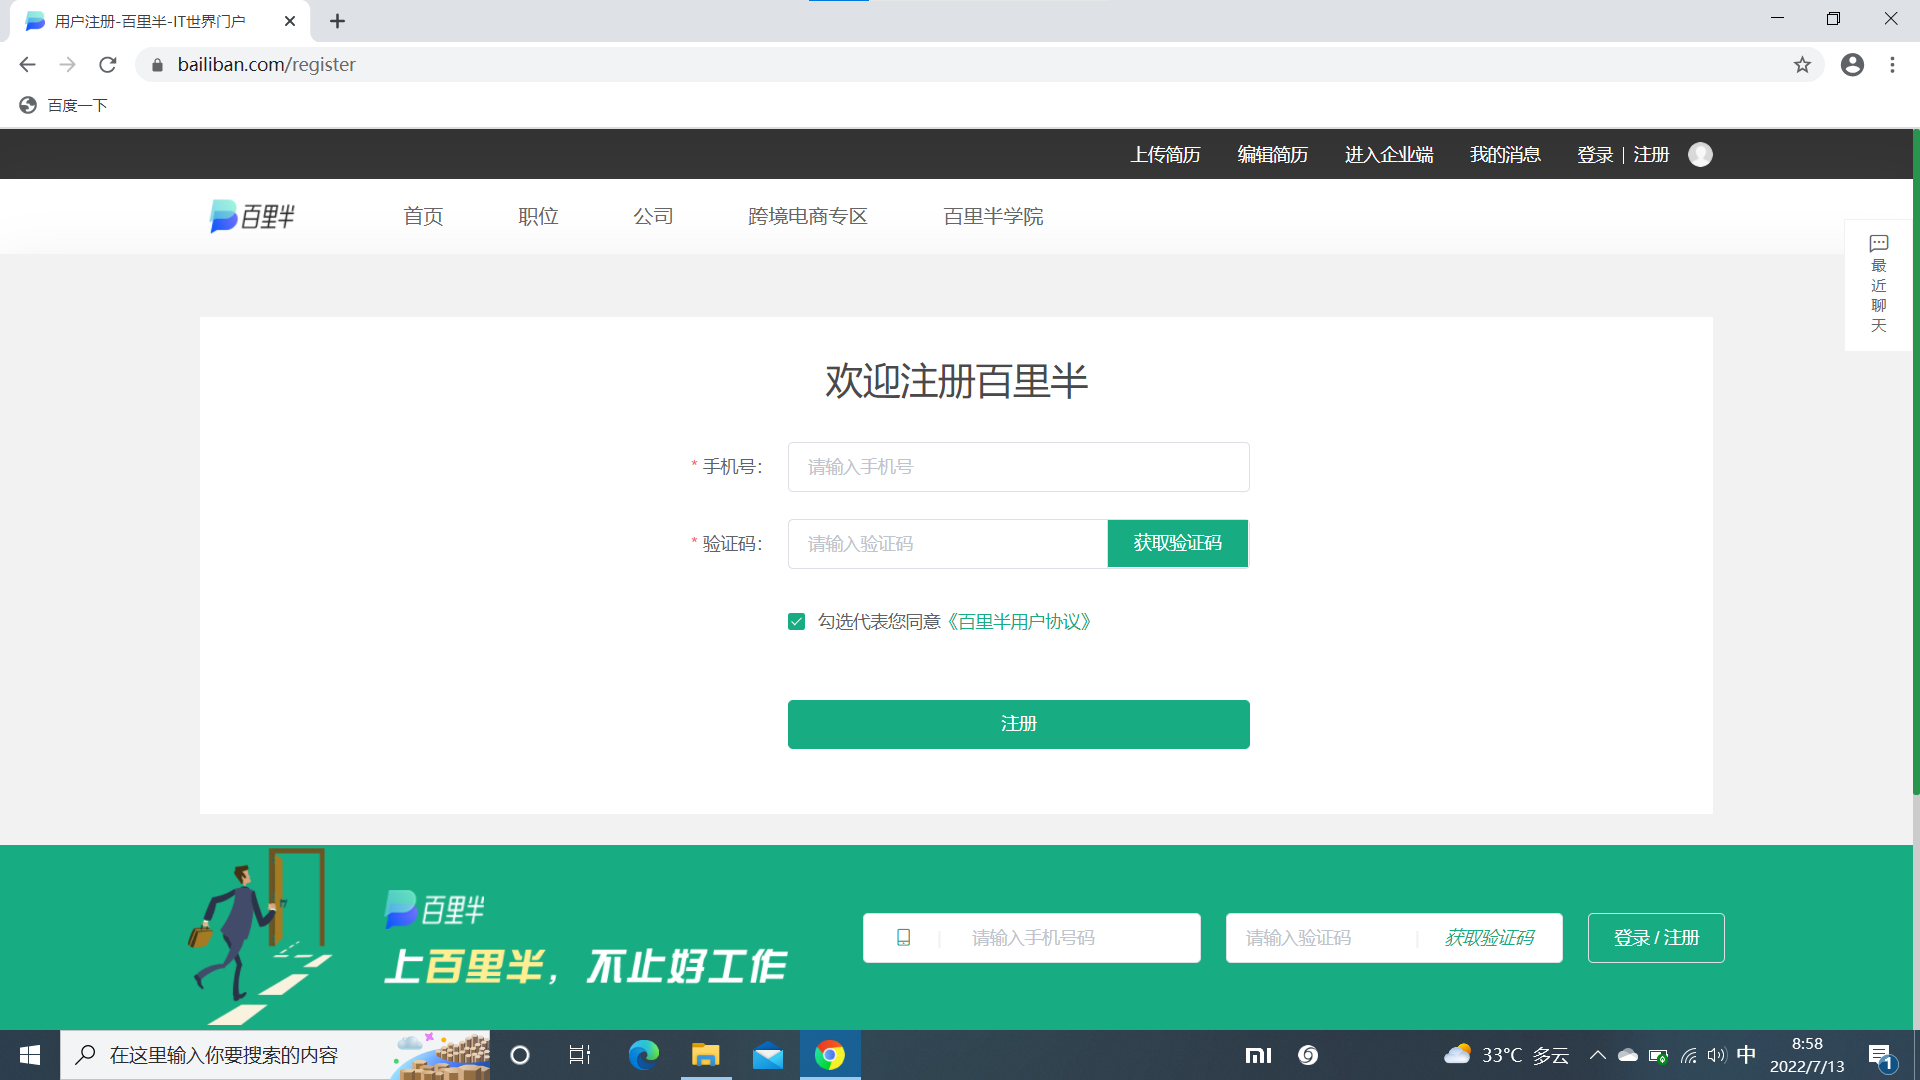 用户注册-百里半-IT世界门户
bailiban.com/register
百度一下
上传简历 编辑简历 进入企业端 我的消息 登录 | 注册
百里半 首页 职位 公司 跨境电商专区 百里半学院
最近聊天
欢迎注册百里半
* 手机号： 请输入手机号
* 验证码： 请输入验证码 获取验证码
勾选代表您同意《百里半用户协议》
注册
百里半
上百里半，不止好工作
请输入手机号码 请输入验证码 获取验证码 登录 / 注册
在这里输入你要搜索的内容
33°C 多云 中
8:58
2022/7/13
1